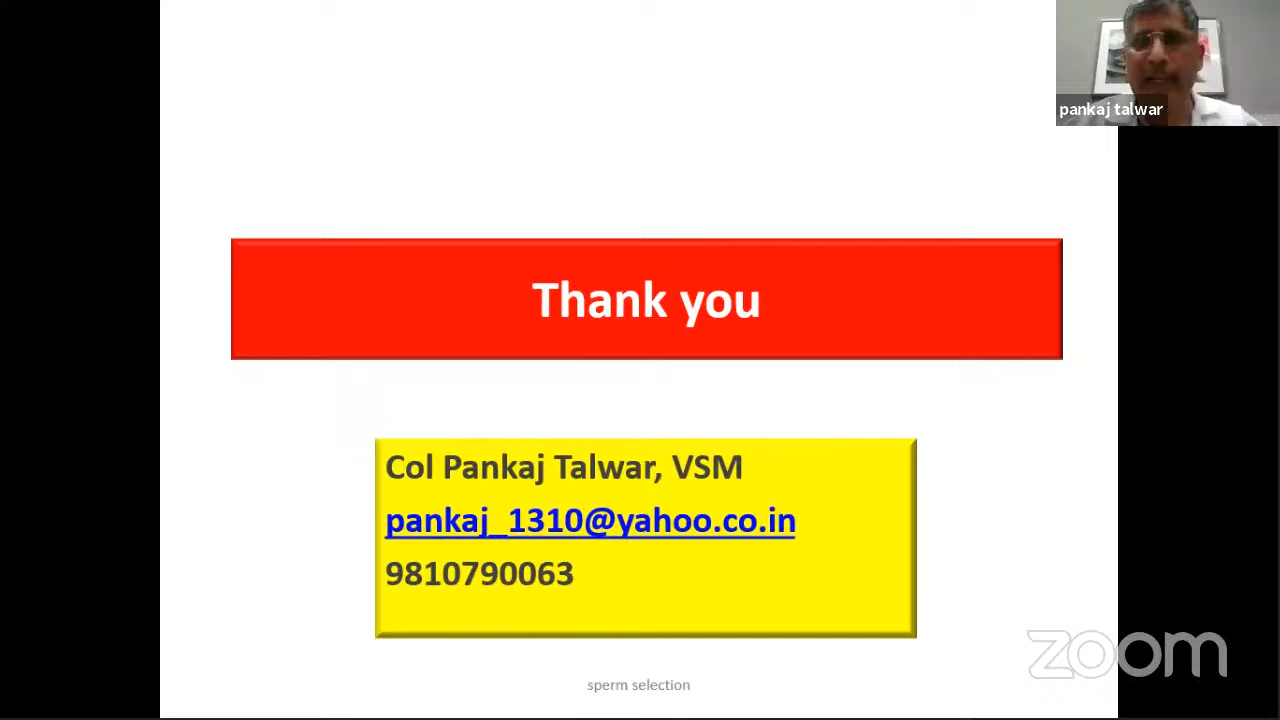 pankaj talwar
Thank you
Col Pankaj Talwar, VSM
pankaj_1310@yahoo.co.in
9810790063
zoom
sperm selection